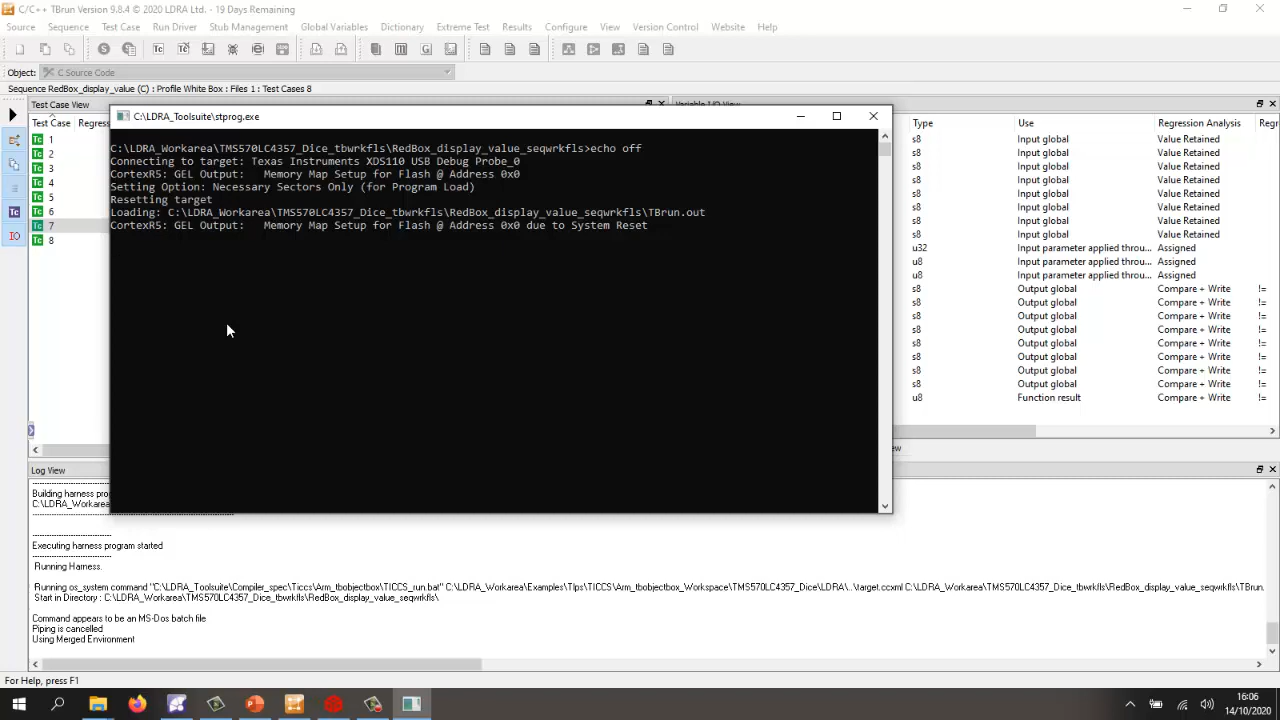 C/C++ TBrun Version 9.8.4 © 2020 LDRA Ltd. - 19 Days Remaining
Source Sequence Test Case Run Driver Stub Management Global Variables Dictionary Extreme Test Results Configure View Version Control Website Help
Object: C Source Code
Sequence RedBox_display_value (C) : Profile White Box : Files 1 : Test Cases 8
Test Case View
Test Case Regress
1
2
3
4
5
6
7
8
C:\LDRA_Toolsuite\stprog.exe
C:\LDRA_Workarea\TMS570LC4357_Dice_tbwrkfls\RedBox_display_value_seqwrkfls>echo off
Connecting to target: Texas Instruments XDS110 USB Debug Probe_0
CortexR5: GEL Output: Memory Map Setup for Flash @ Address 0x0
Setting Option: Necessary Sectors Only (for Program Load)
Resetting target
Loading: C:\LDRA_Workarea\TMS570LC4357_Dice_tbwrkfls\RedBox_display_value_seqwrkfls\TBrun.out
CortexR5: GEL Output: Memory Map Setup for Flash @ Address 0x0 due to System Reset
Type Use Regression Analysis Regr
s8 Input global Value Retained
s8 Input global Value Retained
s8 Input global Value Retained
s8 Input global Value Retained
s8 Input global Value Retained
s8 Input global Value Retained
s8 Input global Value Retained
s8 Input global Value Retained
u32 Input parameter applied throu... Assigned
u8 Input parameter applied throu... Assigned
u8 Input parameter applied throu... Assigned
s8 Output global Compare + Write !=
s8 Output global Compare + Write !=
s8 Output global Compare + Write !=
s8 Output global Compare + Write !=
s8 Output global Compare + Write !=
s8 Output global Compare + Write !=
s8 Output global Compare + Write !=
s8 Output global Compare + Write !=
u8 Function result Compare + Write !=
ew
Log View
Building harness pro
C:\LDRA_Workarea
Executing harness program started
Running Harness.
Running os_system command "C:\LDRA_Toolsuite\Compiler_spec\Ticcs\Arm_tbobjectbox\TICCS_run.bat" C:\LDRA_Workarea\Examples\Tlps\TICCS\Arm_tbobjectbox_Workspace\TMS570LC4357_Dice\LDRA\..\target.ccxml C:\LDRA_Workarea\TMS570LC4357_Dice_tbwrkfls\RedBox_display_value_seqwrkfls\TBrun.
Start in Directory : C:\LDRA_Workarea\TMS570LC4357_Dice_tbwrkfls\RedBox_display_value_seqwrkfls\
Command appears to be an MS-Dos batch file
Piping is cancelled
Using Merged Environment
For Help, press F1
16:06
14/10/2020